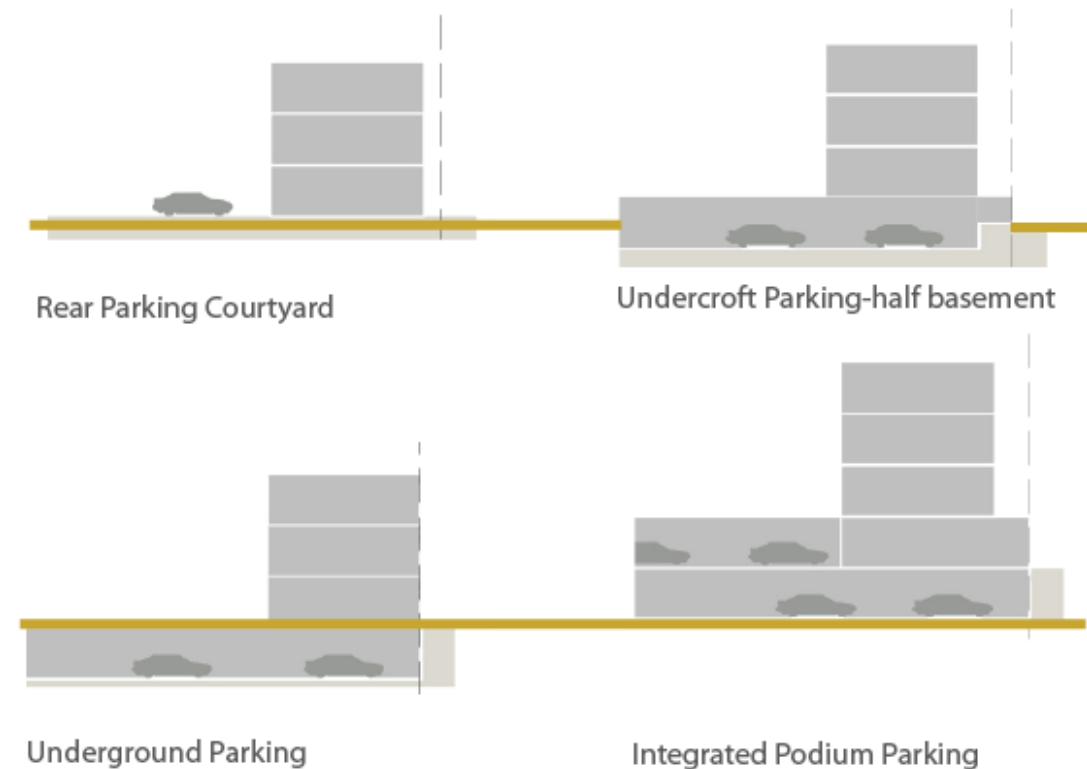 Rear Parking Courtyard
Undercroft Parking-half basement
Underground Parking
Integrated Podium Parking